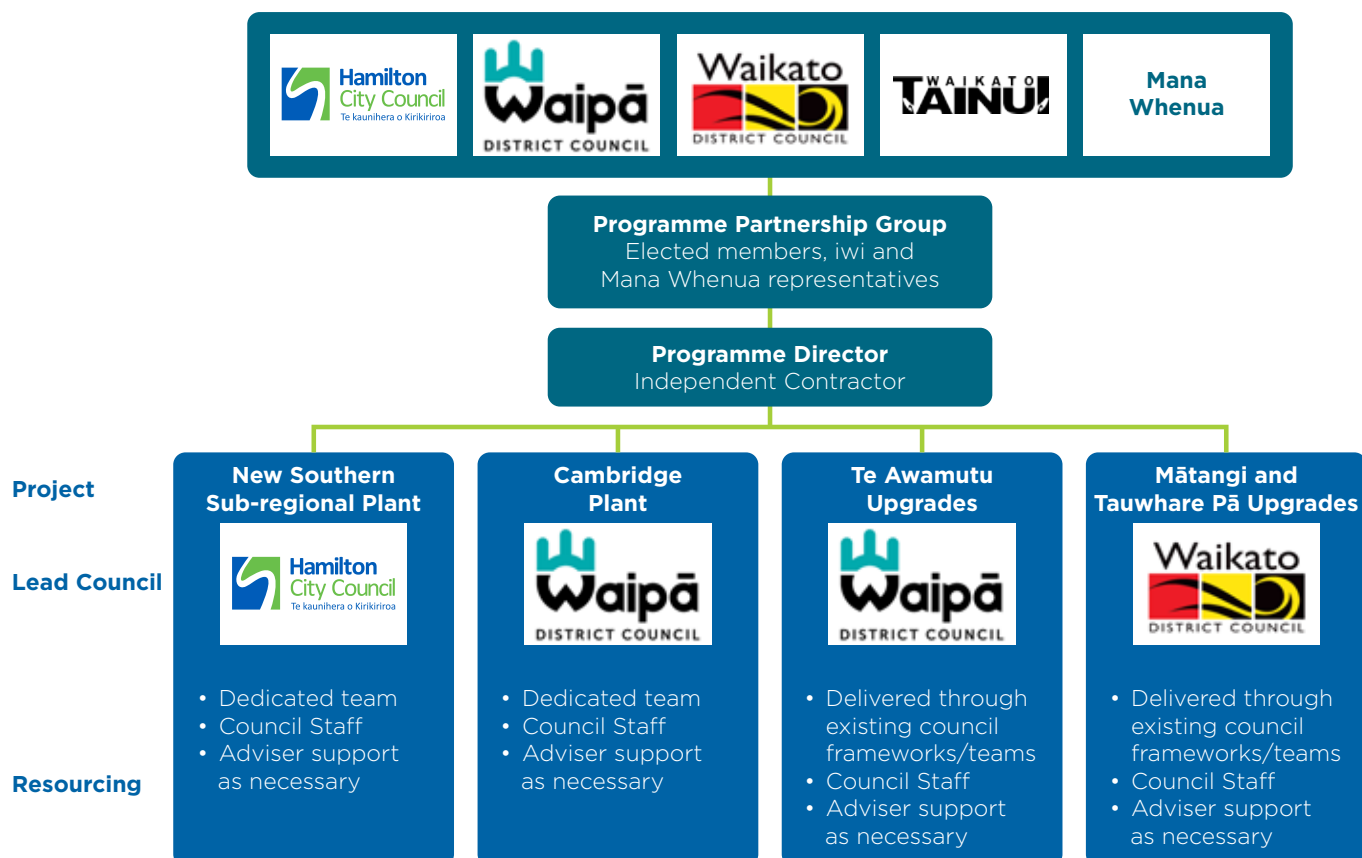 Hamilton
City Council
Te kaunihera o Kirikiriroa
Waipā
DISTRICT COUNCIL
Waikato
DISTRICT COUNCIL
WAIKATO
TAINUI
Mana
Whenua
Programme Partnership Group
Elected members, iwi and
Mana Whenua representatives
Programme Director
Independent Contractor
Project
New Southern
Sub-regional Plant
Cambridge
Plant
Te Awamutu
Upgrades
Mātangi and
Tauwhare Pā Upgrades
Lead Council
Hamilton
City Council
Te kaunihera o Kirikiriroa
Waipā
DISTRICT COUNCIL
Waipā
DISTRICT COUNCIL
Waikato
DISTRICT COUNCIL
Resourcing
• Dedicated team
• Council Staff
• Adviser support
as necessary
• Dedicated team
• Council Staff
• Adviser support
as necessary
• Delivered through
existing council
frameworks/teams
• Council Staff
• Adviser support
as necessary
• Delivered through
existing council
frameworks/teams
• Council Staff
• Adviser support
as necessary